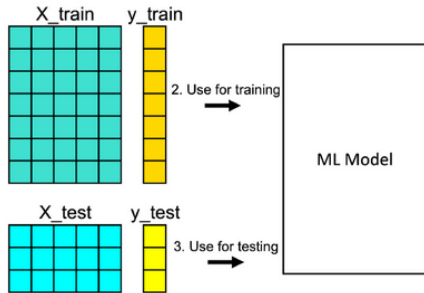 X_train y_train
2. Use for training
ML Model
X_test y_test
3. Use for testing